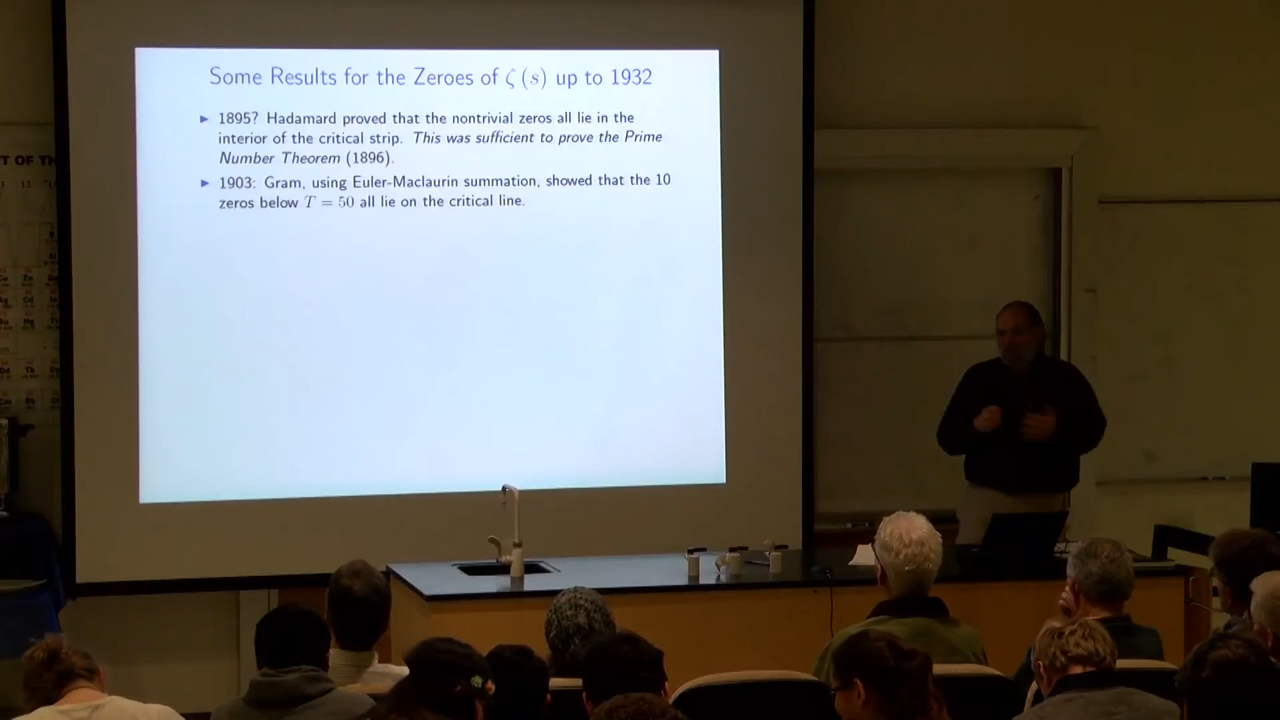 Some Results for the Zeroes of ζ (s) up to 1932
▶ 1895? Hadamard proved that the nontrivial zeros all lie in the
interior of the critical strip. This was sufficient to prove the Prime
Number Theorem (1896).
▶ 1903: Gram, using Euler-Maclaurin summation, showed that the 10
zeros below T = 50 all lie on the critical line.
T OF TH